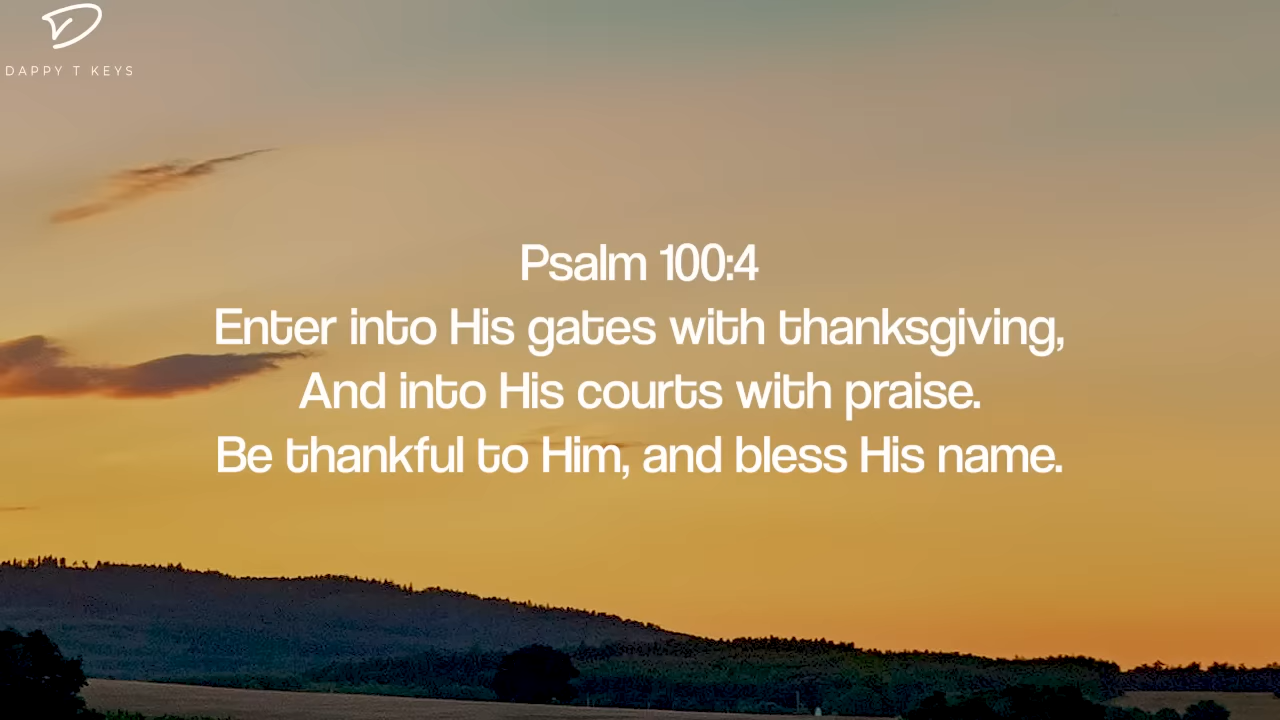 DAPPY T KEYS
Psalm 100:4
Enter into His gates with thanksgiving,
And into His courts with praise.
Be thankful to Him, and bless His name.